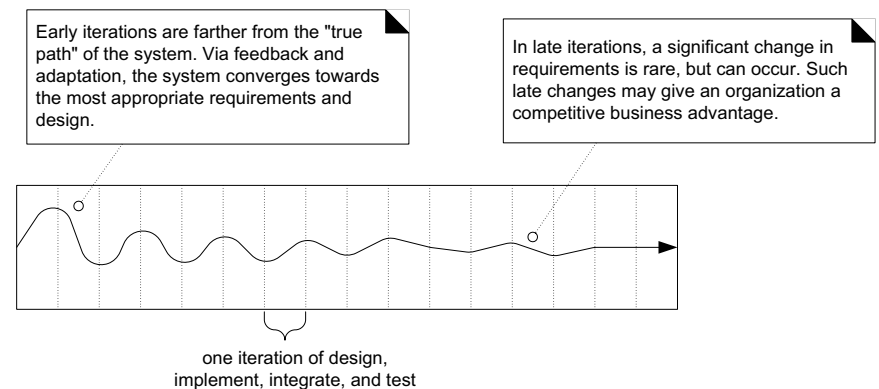 Early iterations are farther from the "true
path" of the system. Via feedback and
adaptation, the system converges towards
the most appropriate requirements and
design.
In late iterations, a significant change in
requirements is rare, but can occur. Such
late changes may give an organization a
competitive business advantage.
one iteration of design,
implement, integrate, and test